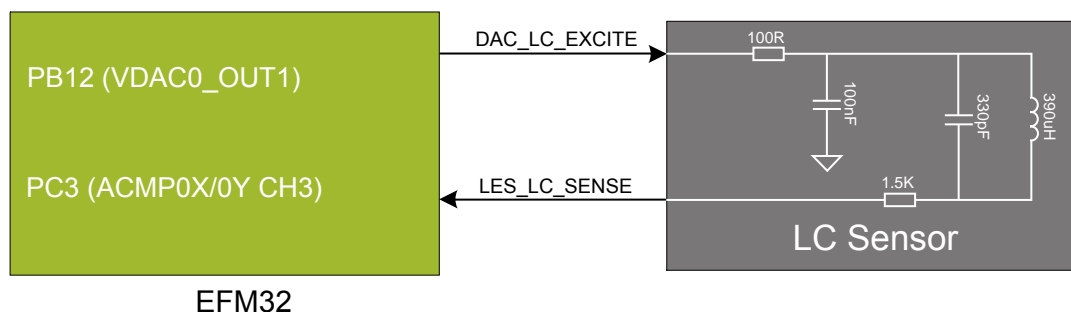 DAC_LC_EXCITE
100R
PB12 (VDAC0_OUT1)
100nF
330pF
390uH
PC3 (ACMP0X/0Y CH3)
LES_LC_SENSE
1.5K
LC Sensor
EFM32